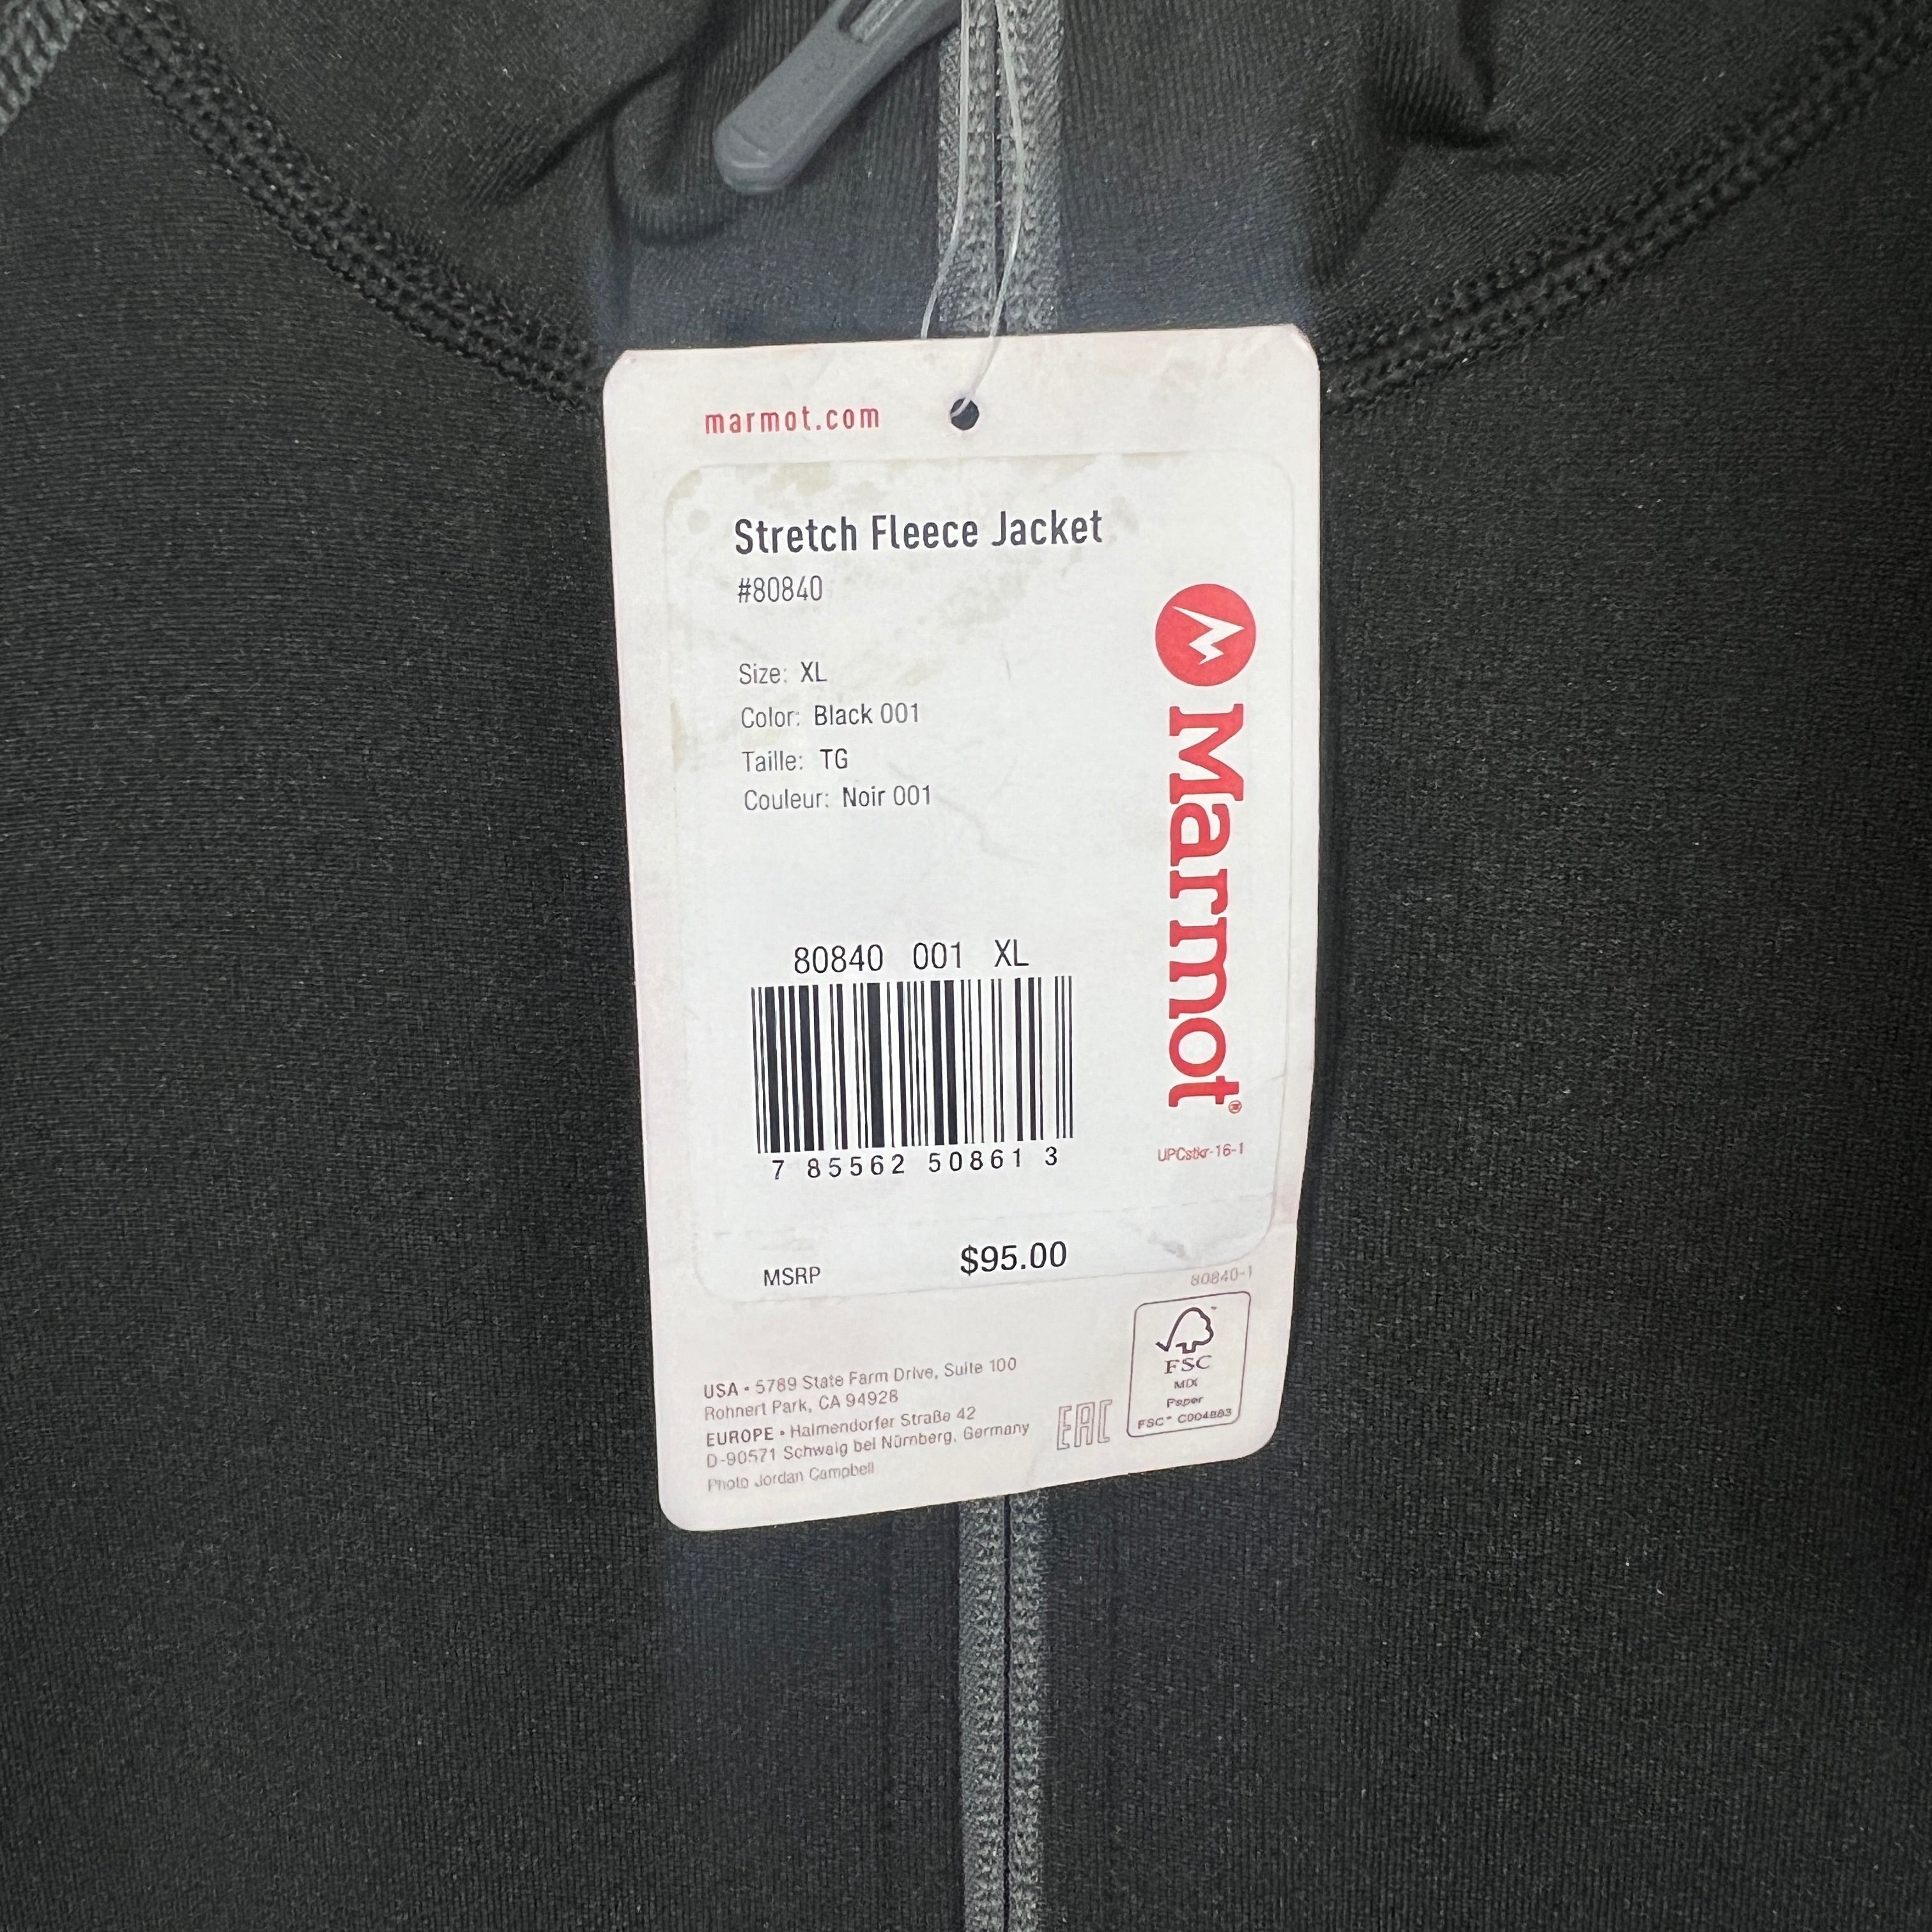 marmot.com
Stretch Fleece Jacket
#80840
Size: XL
Color: Black 001
Taille: TG
Couleur: Noir 001
Marmot®
80840 001 XL
7 85562 50861 3
UPCstkr-16-1
MSRP $95.00
80840-1
USA • 5789 State Farm Drive, Suite 100
Rohnert Park, CA 94928
EUROPE • Haimendorfer Straße 42
D-90571 Schwaig bei Nürnberg, Germany
Photo Jordan Campbell
EAC
FSC
MIX
Paper
FSC® C004883